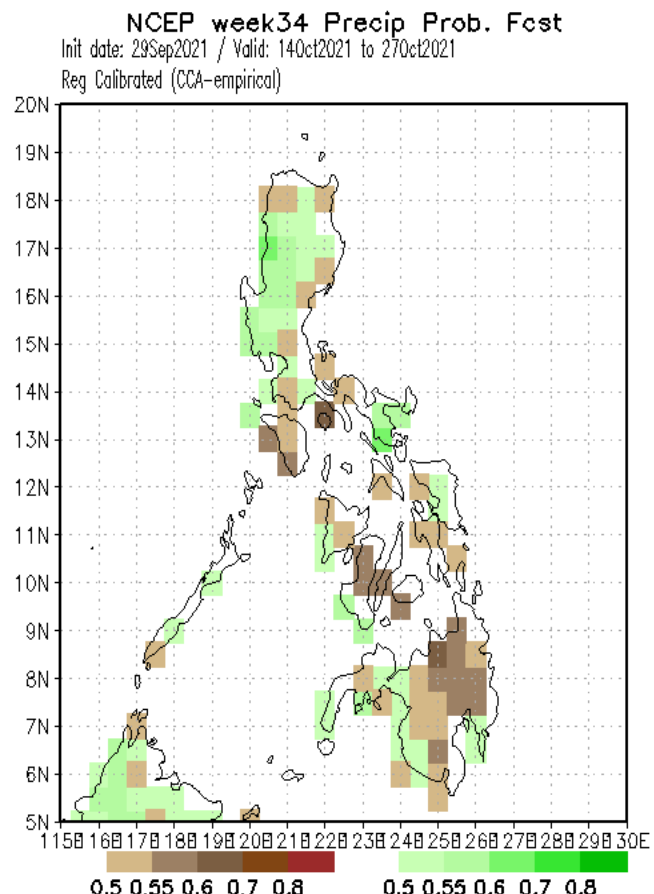 NCEP week34 Precip Prob. Fcst
Init date: 29Sep2021 / Valid: 14Oct2021 to 27Oct2021
Reg Calibrated (CCA-empirical)
20N
19N
18N
17N
16N
15N
14N
13N
12N
11N
10N
9N
8N
7N
6N
5N
115E 116E 117E 118E 119E 120E 121E 122E 123E 124E 125E 126E 127E 128E 129E 130E
0.5 0.55 0.6 0.7 0.8 0.5 0.55 0.6 0.7 0.8